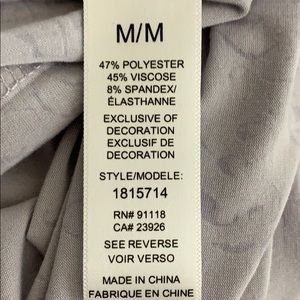 M/M
47% POLYESTER
45% VISCOSE
8% SPANDEX/
ÉLASTHANNE
EXCLUSIVE OF
DECORATION
EXCLUSIF DE
DECORATION
STYLE/MODELE:
1815714
RN# 91118
CA# 23926
SEE REVERSE
VOIR VERSO
MADE IN CHINA
FABRIQUE EN CHINE